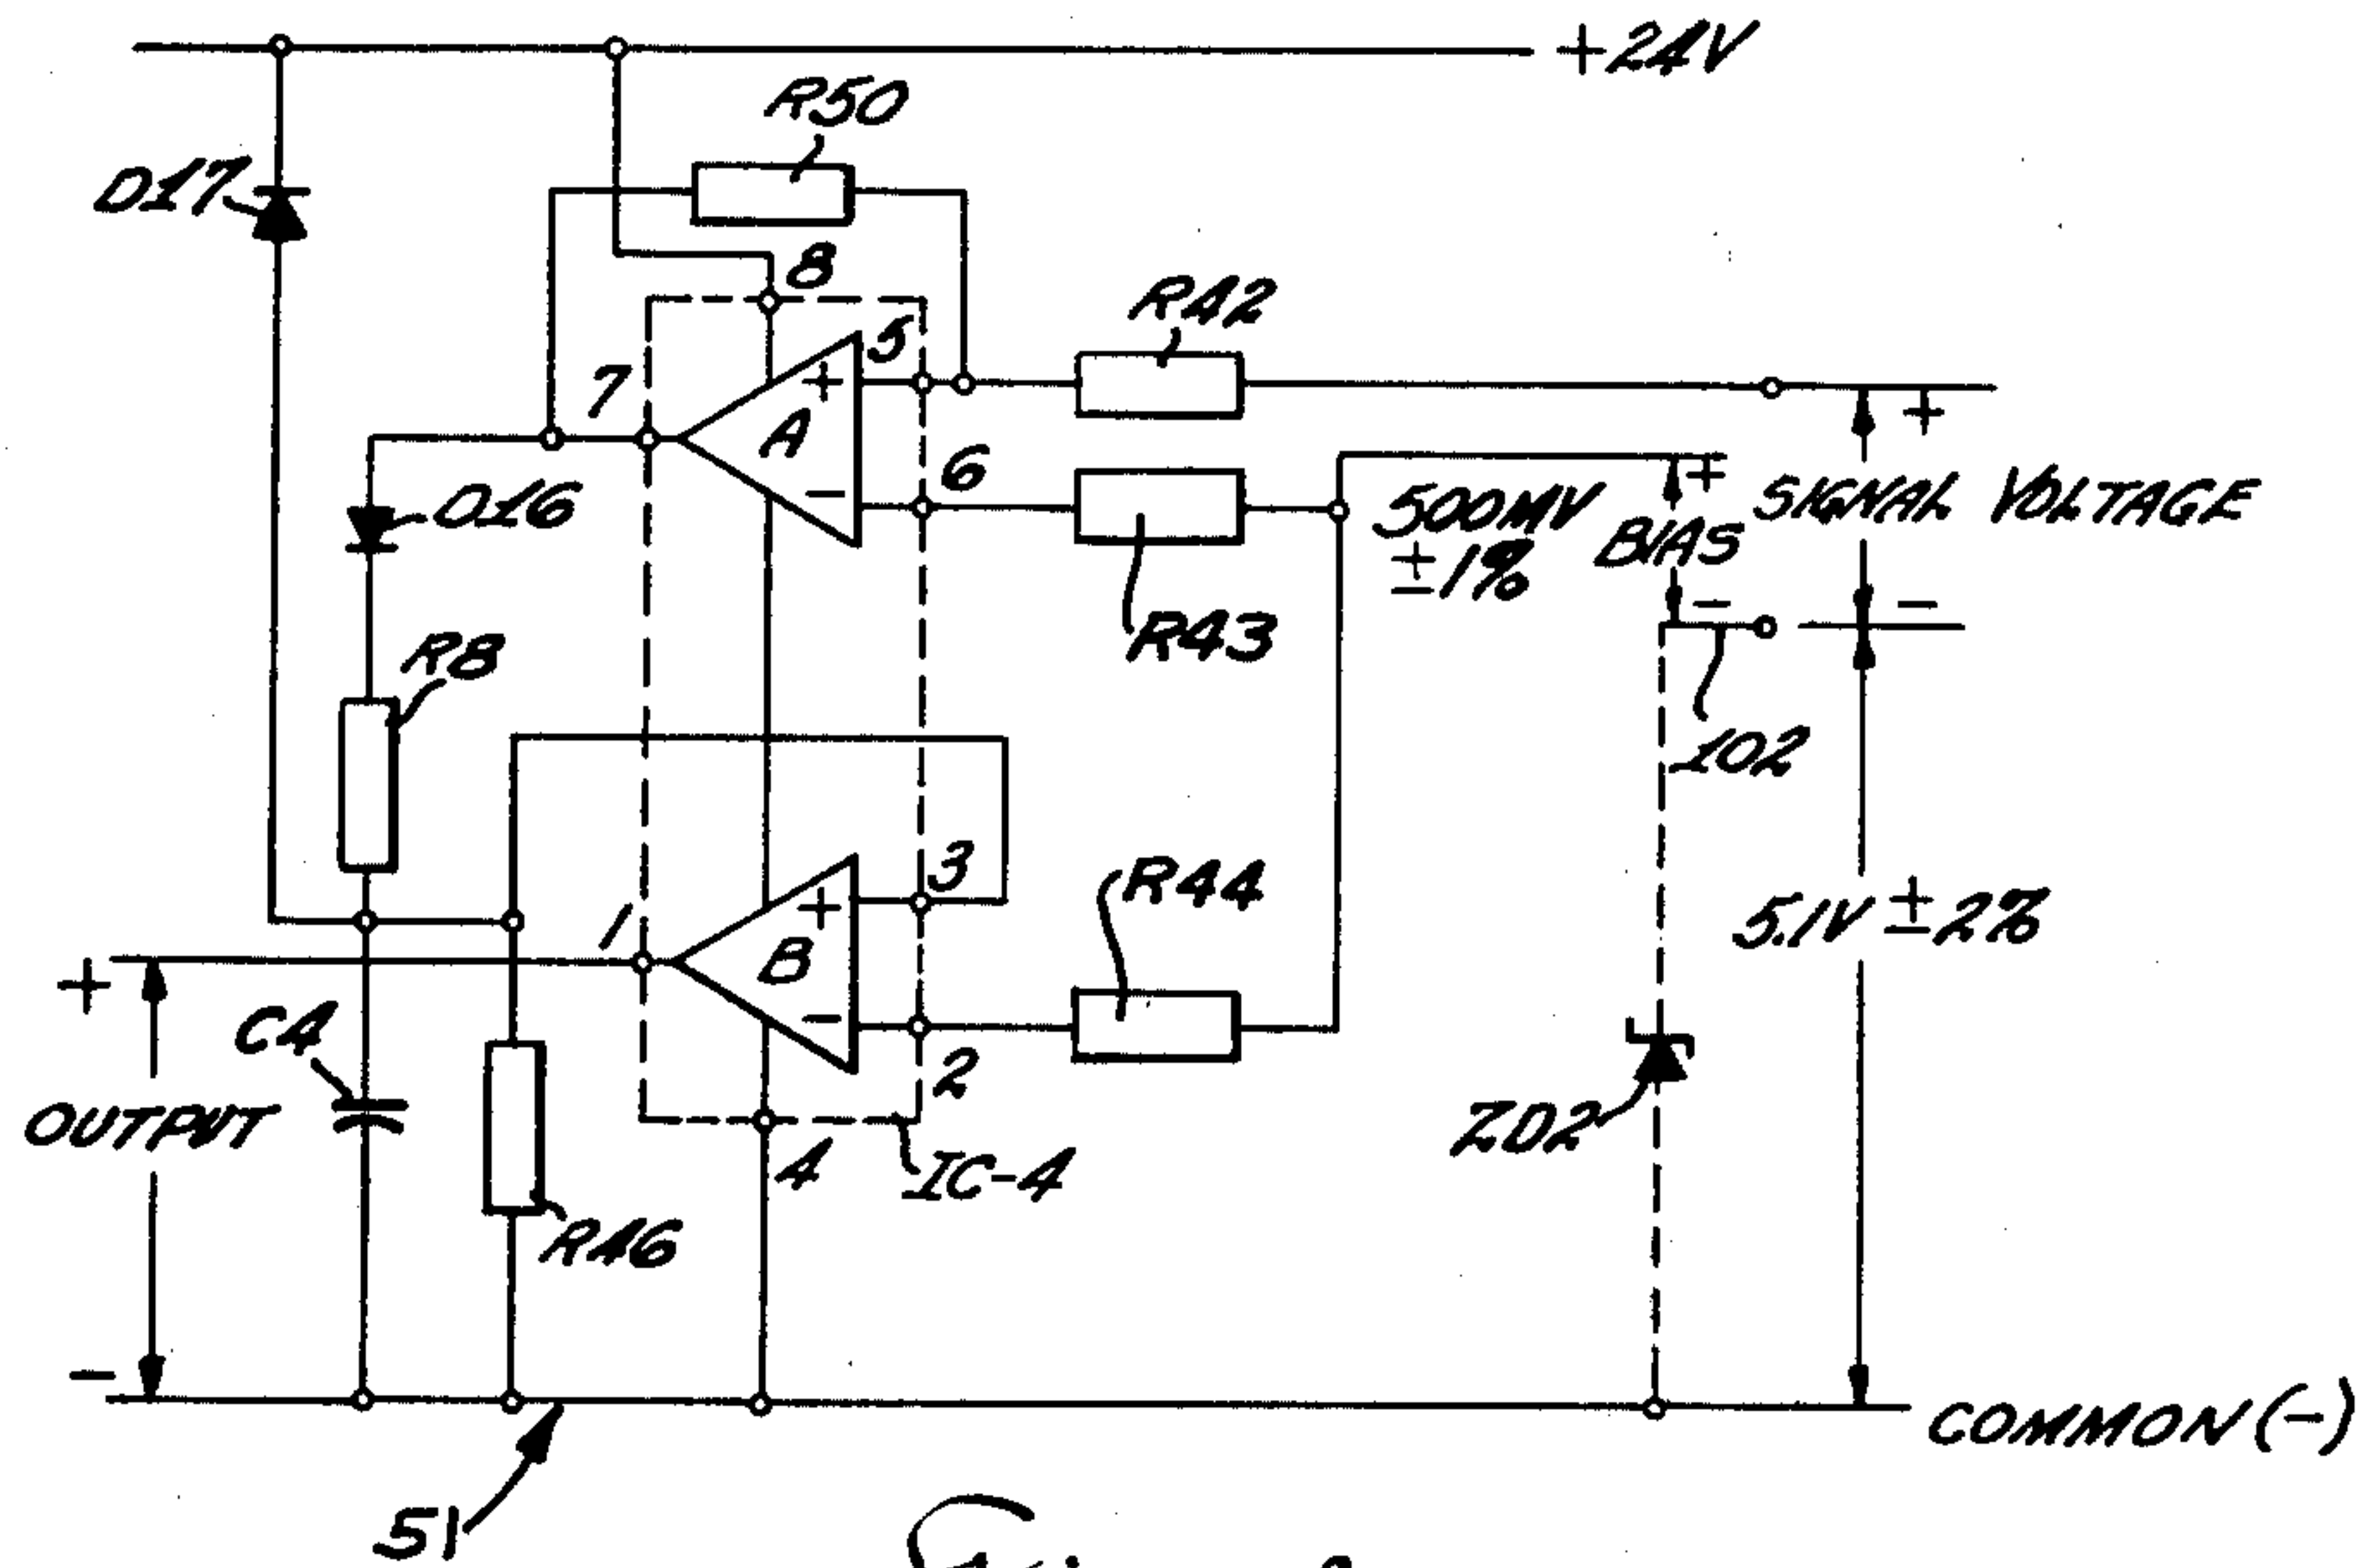 +24V
R50
D17
8
R42
5
+
7
A
+
6
-
+
500MV
±1%
BIAS
SIGNAL VOLTAGE
D16
-
-
R43
R8
102
3
R44
+
1
B
5.1V ±2%
+
-
C4
2
ZD2
OUTPUT
4
IC-4
R46
-
COMMON (-)
51